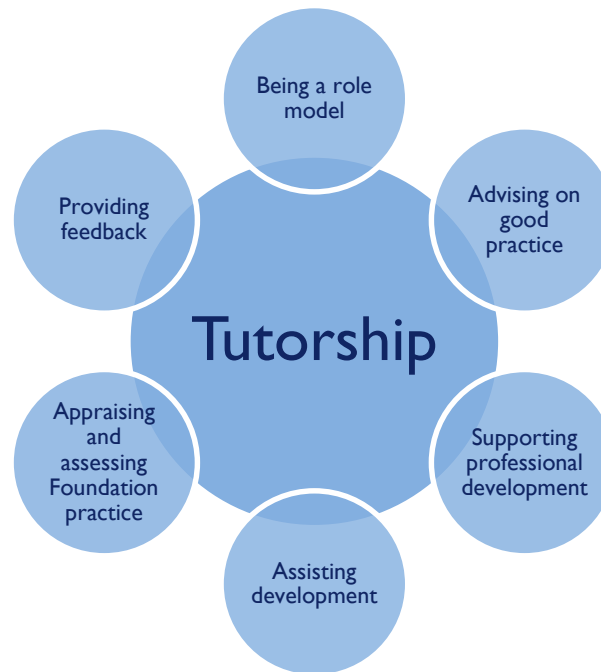 Being a role
model
Advising on
good
practice
Supporting
professional
development
Assisting
development
Appraising
and
assessing
Foundation
practice
Providing
feedback
Tutorship